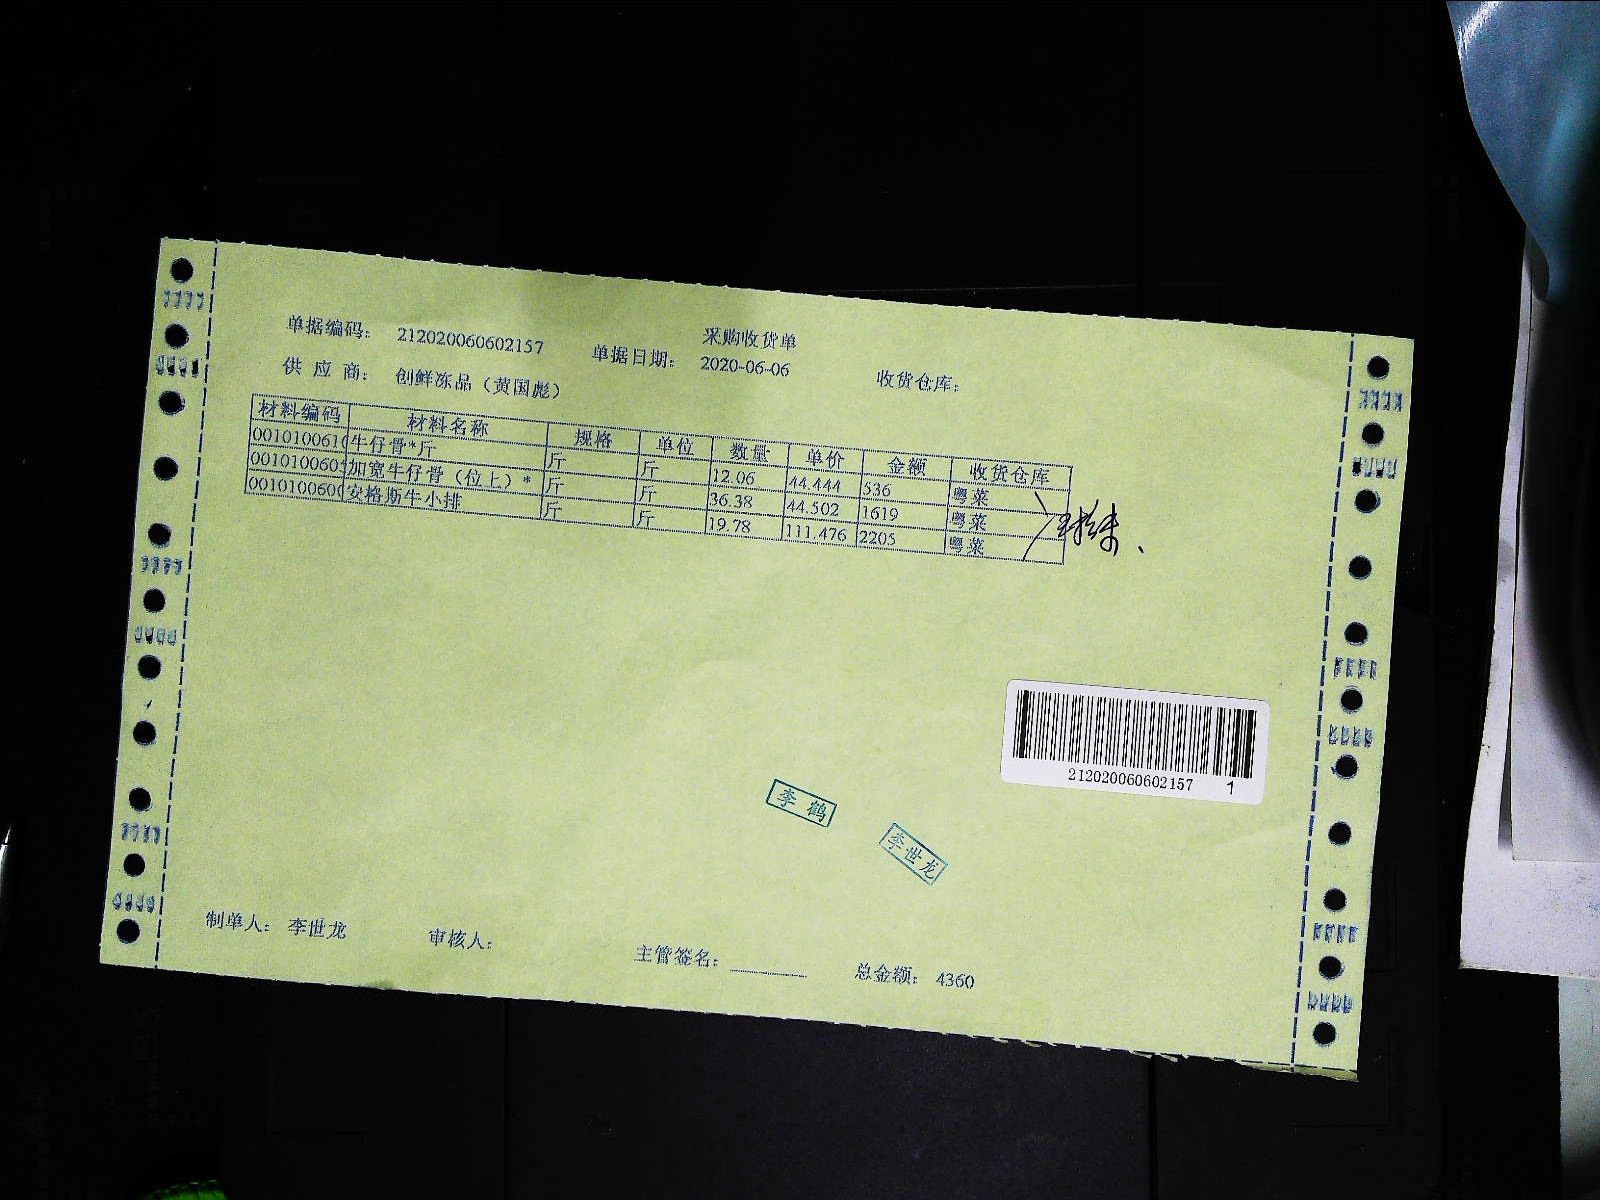 采购收货单
单据编码： 212020060602157 单据日期： 2020-06-06 收货仓库：
供 应 商： 创鲜冻品（黄国彪）
材料编码 材料名称 规格 单位 数量 单价 金额 收货仓库
001010061 牛仔骨*斤 斤 斤 12.06 44.444 536 粤菜
001010060 加宽牛仔骨（位上）* 斤 斤 36.38 44.502 1619 粤菜
001010060 安格斯牛小排 斤 斤 19.78 111.476 2205 粤菜
212020060602157 1
李鹤
李世龙
制单人： 李世龙 审核人： 主管签名： 总金额： 4360